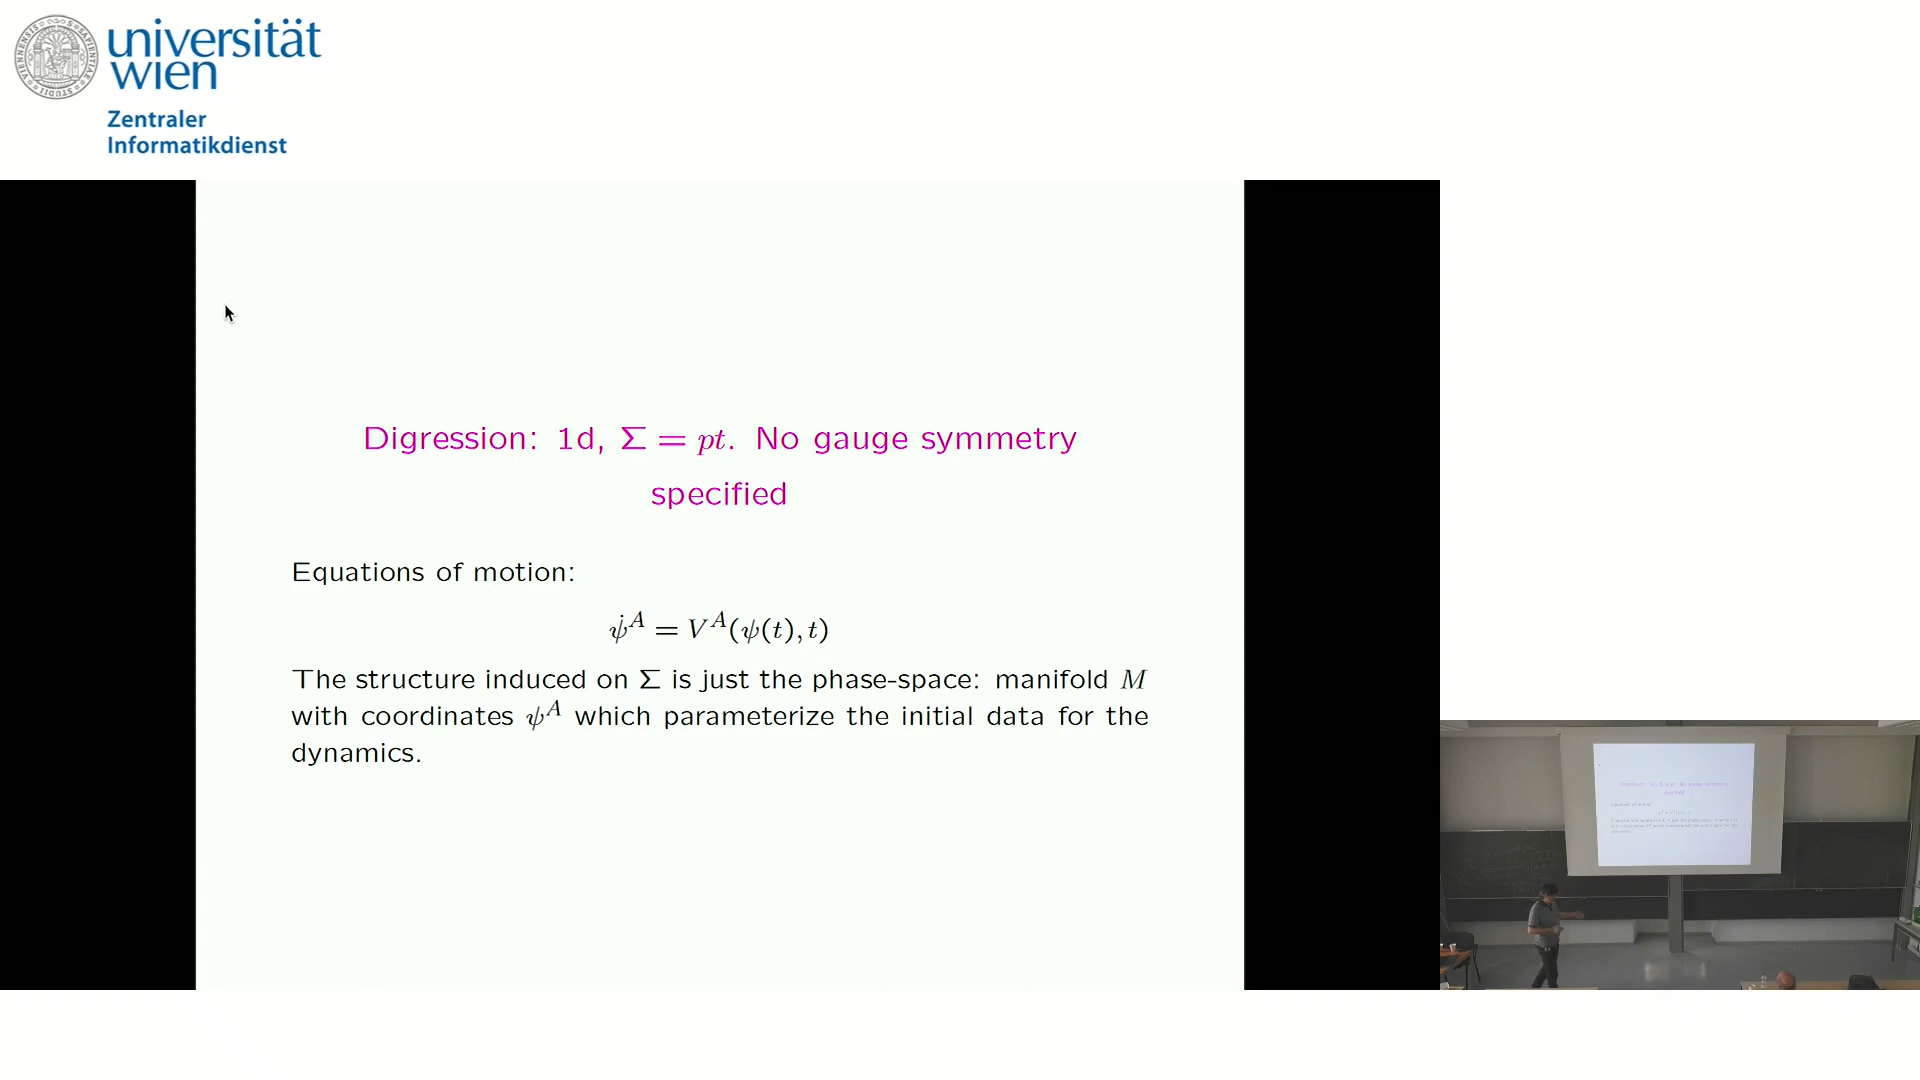 universität
wien
Zentraler
Informatikdienst
Digression: 1d, Σ = pt. No gauge symmetry
specified
Equations of motion:
ψ̇^A = V^A(ψ(t), t)
The structure induced on Σ is just the phase-space: manifold M
with coordinates ψ^A which parameterize the initial data for the
dynamics.